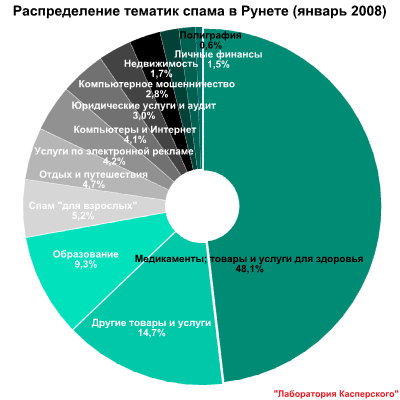 Распределение тематик спама в Рунете (январь 2008)
Полиграфия
0,6%
Личные финансы
1,5%
Недвижимость
1,7%
Компьютерное мошенничество
2,8%
Юридические услуги и аудит
3,0%
Компьютеры и Интернет
4,1%
Услуги по электронной рекламе
4,2%
Отдых и путешествия
4,7%
Спам "для взрослых"
5,2%
Медикаменты; товары и услуги для здоровья
48,1%
Образование
9,3%
Другие товары и услуги
14,7%
"Лаборатория Касперского"